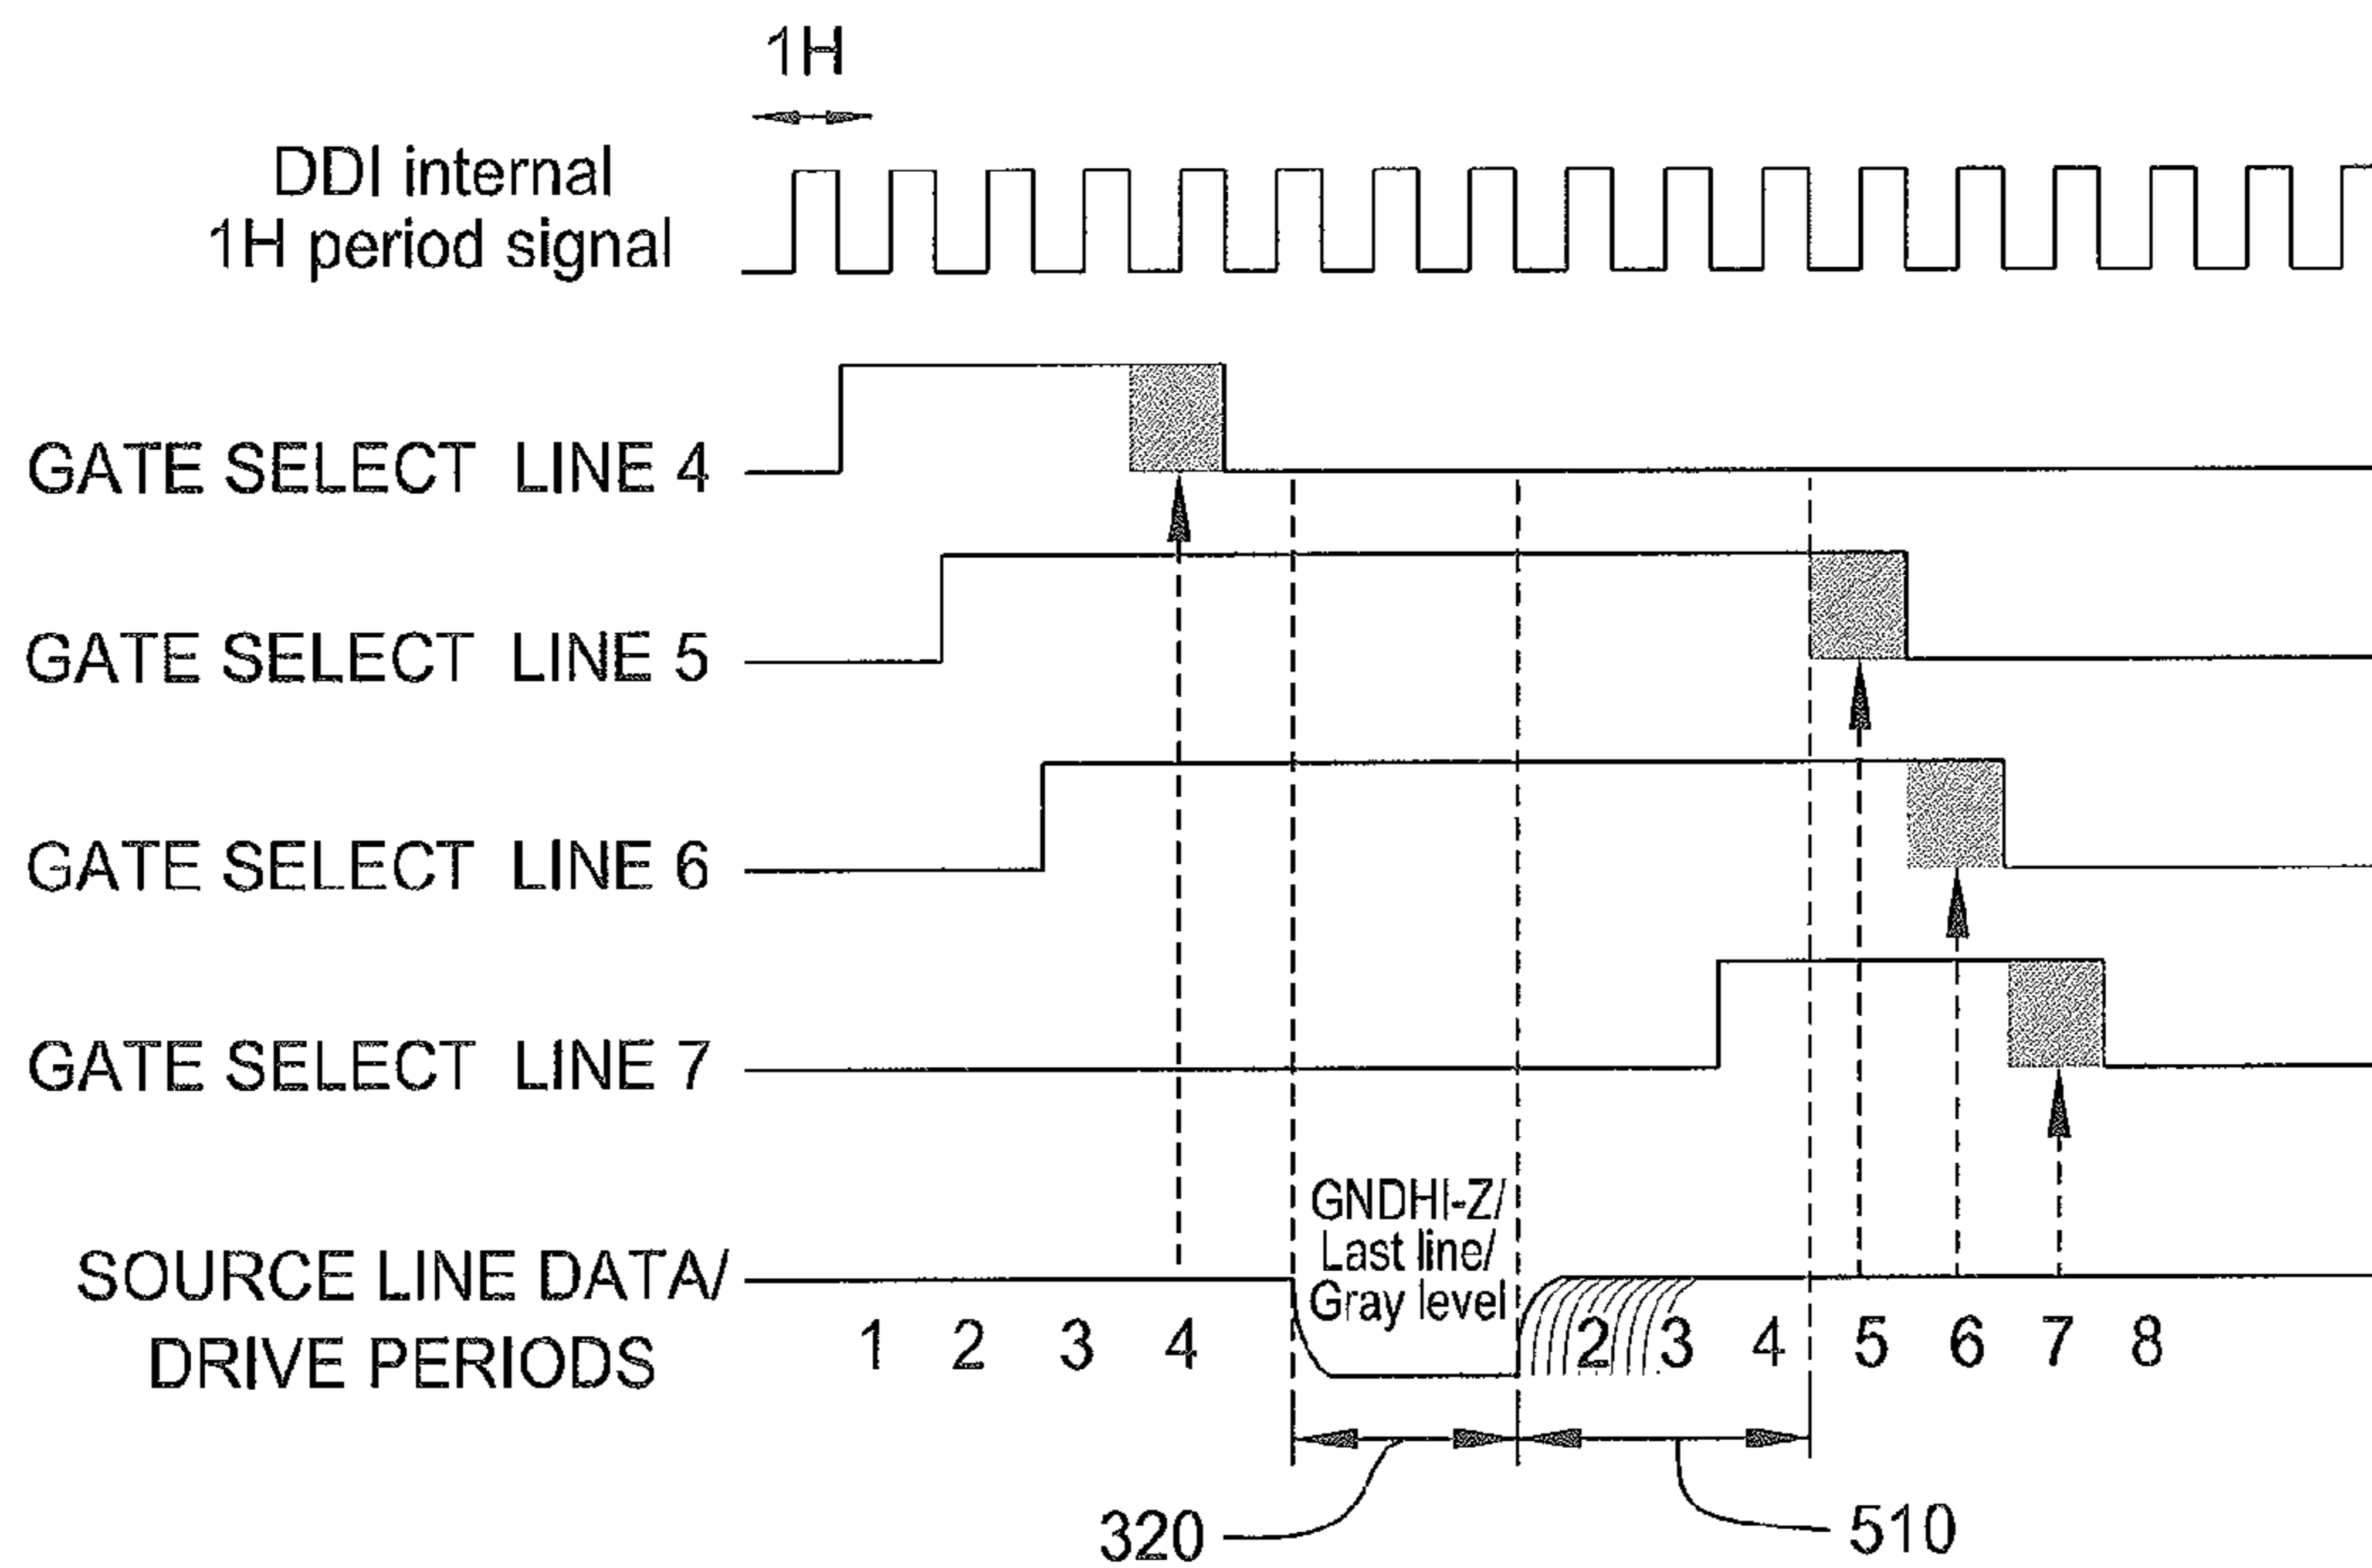 1H
DDI internal
1H period signal
GATE SELECT LINE 4
GATE SELECT LINE 5
GATE SELECT LINE 6
GATE SELECT LINE 7
GNDHI-Z/
Last line/
Gray level
SOURCE LINE DATA/
DRIVE PERIODS
1 2 3 4 2 3 4 5 6 7 8
320
510